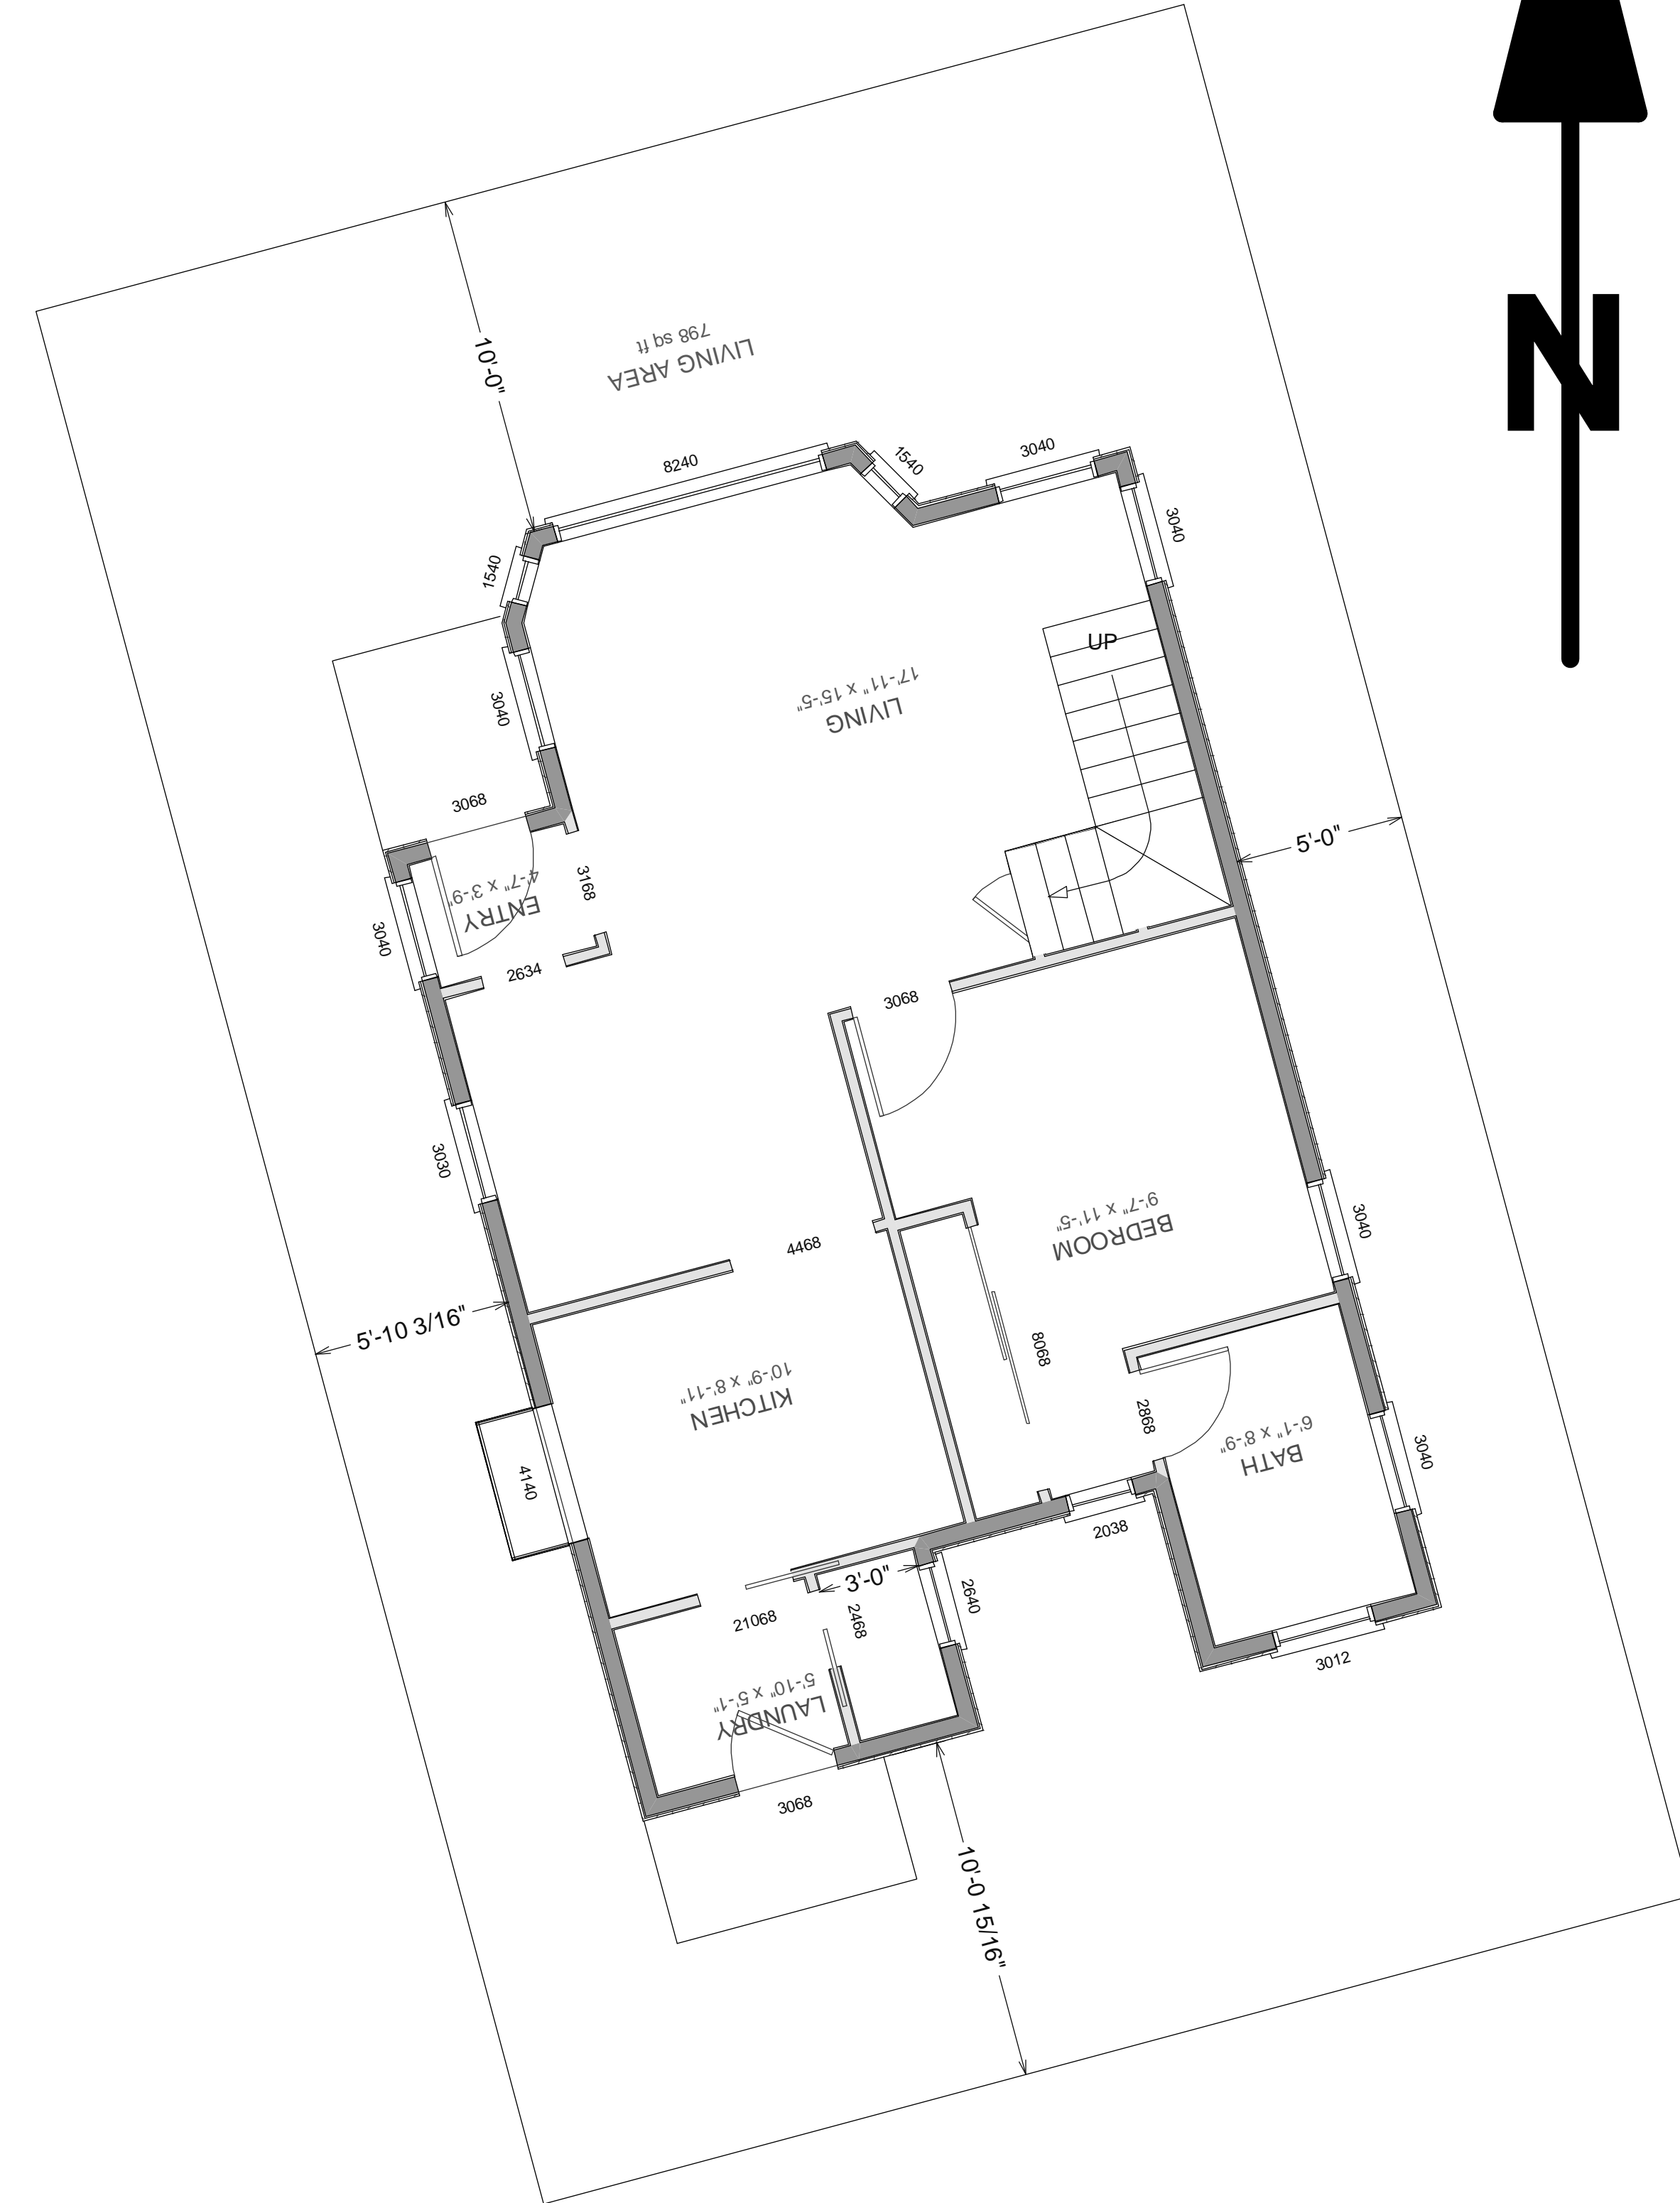 N
10'-0"
LIVING AREA
798 sq ft
8240
1540
3040
3040
1540
3040
UP
LIVING
17'-11" x 15'-5"
3068
5'-0"
ENTRY
4'-7" x 3'-9"
3168
3040
2634
3068
3030
4468
BEDROOM
9'-7" x 11'-5"
3040
5'-10 3/16"
8068
KITCHEN
10'-9" x 8'-11"
2868
BATH
6'-1" x 8'-9"
3040
4140
2038
3'-0"
2640
21068
2468
3012
LAUNDRY
5'-10" x 5'-1"
3068
10'-0 15/16"